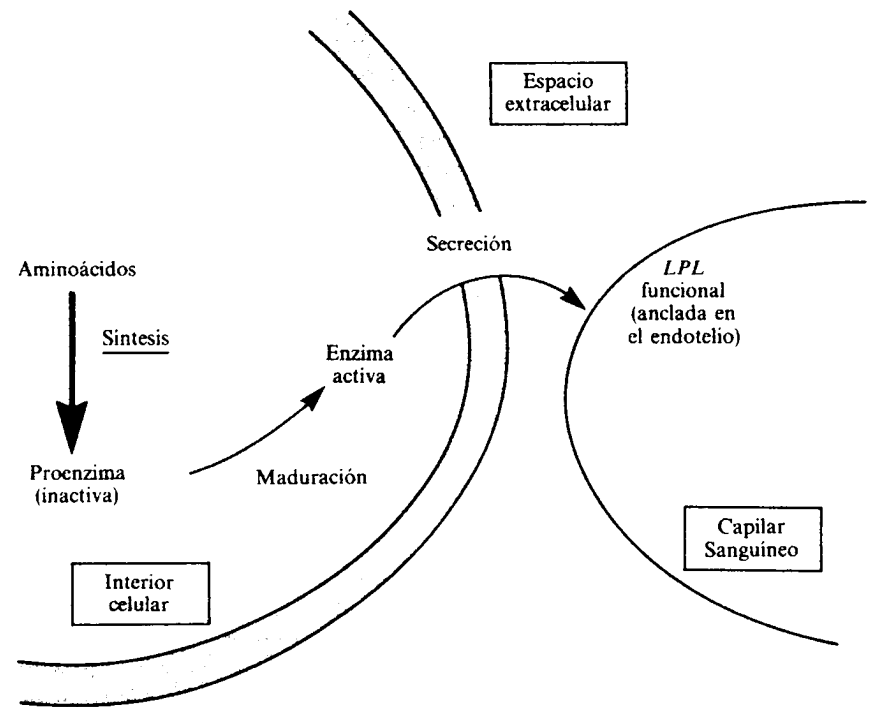 Espacio
extracelular
Secreción
Aminoácidos
LPL
funcional
(anclada en
el endotelio)
Síntesis
Enzima
activa
Proenzima
(inactiva)
Maduración
Capilar
Sanguíneo
Interior
celular